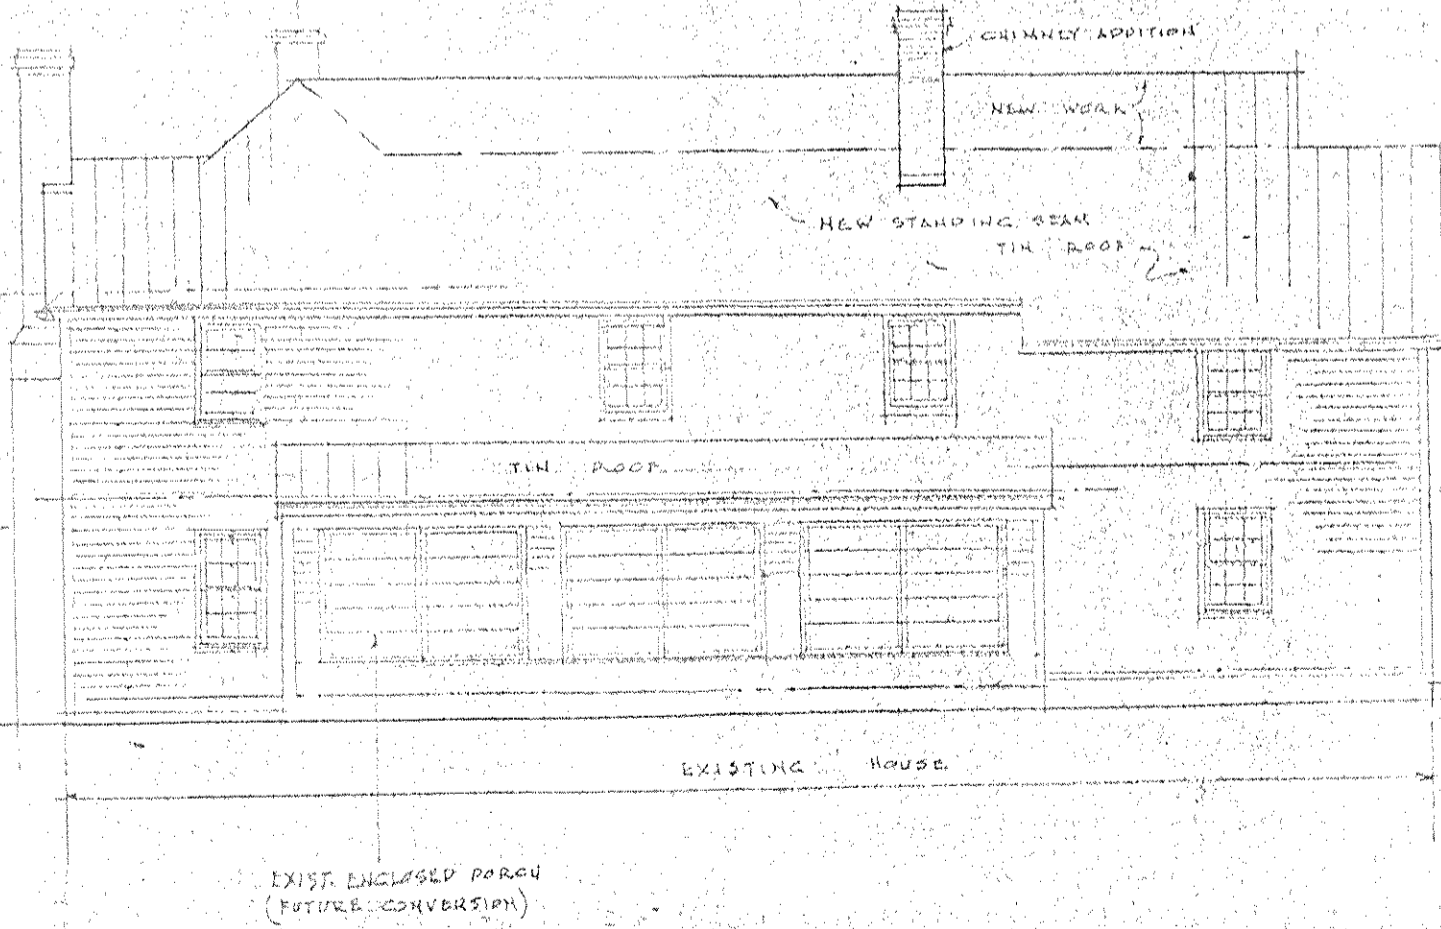 CHIMNEY ADDITION
NEW WORK
NEW STANDING SEAM
TIN ROOF
TIN ROOF
EXISTING HOUSE
EXIST. ENCLOSED PORCH
(FUTURE CONVERSION)